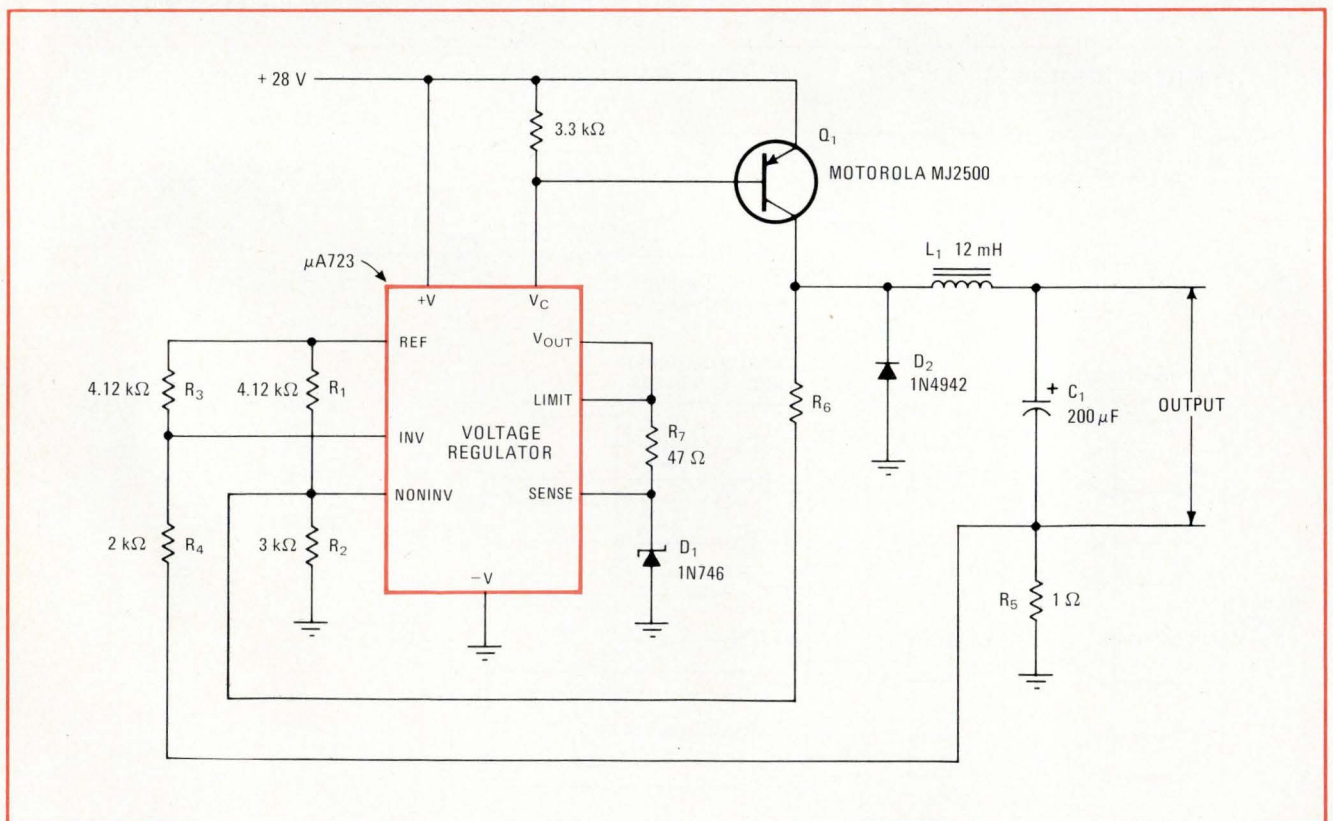 + 28 V
3.3 kΩ
Q1
MOTOROLA MJ2500
μA723
L1 12 mH
+V
VC
REF
VOUT
4.12 kΩ R3
4.12 kΩ R1
LIMIT
D2
1N4942
R6
+ C1
200 μF
OUTPUT
INV
VOLTAGE
REGULATOR
R7
47 Ω
NONINV
SENSE
2 kΩ R4
3 kΩ R2
D1
1N746
−V
R5 1 Ω